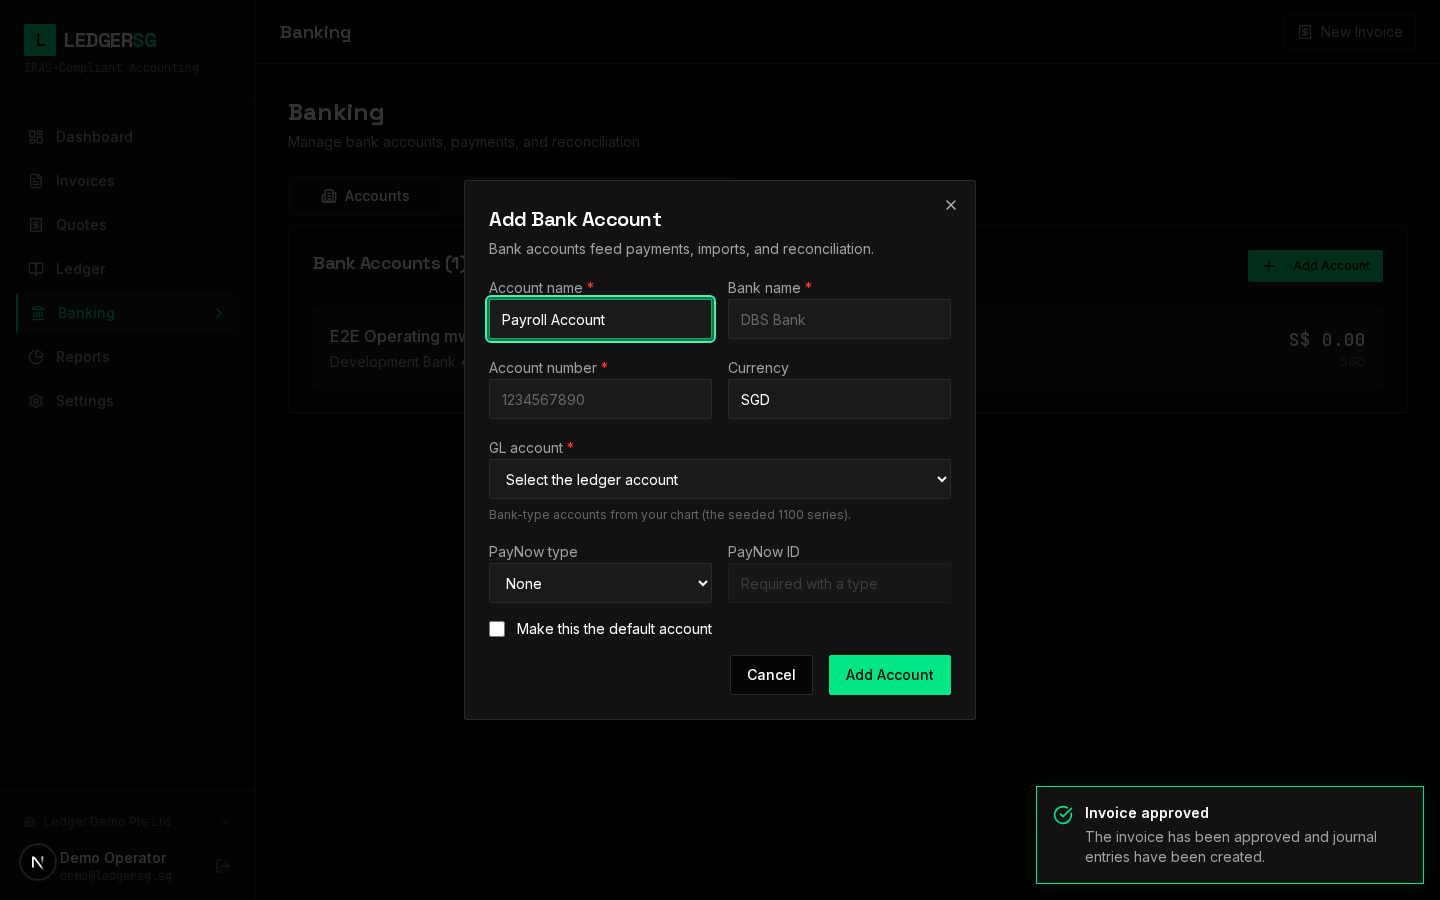 L LEDGERSG
IRAS-Compliant Accounting
Banking
New Invoice
Dashboard
Invoices
Quotes
Ledger
Banking
Reports
Settings
Banking
Manage bank accounts, payments, and reconciliation
Accounts
Bank Accounts (1)
Add Account
E2E Operating
Development Bank
S$ 0.00
SGD
Add Bank Account
Bank accounts feed payments, imports, and reconciliation.
Account name *
Payroll Account
Bank name *
DBS Bank
Account number *
1234567890
Currency
SGD
GL account *
Select the ledger account
Bank-type accounts from your chart (the seeded 1100 series).
PayNow type
None
PayNow ID
Required with a type
Make this the default account
Cancel
Add Account
Ledger Demo Pte Ltd
N
Demo Operator
demo@ledgersg.sg
Invoice approved
The invoice has been approved and journal
entries have been created.